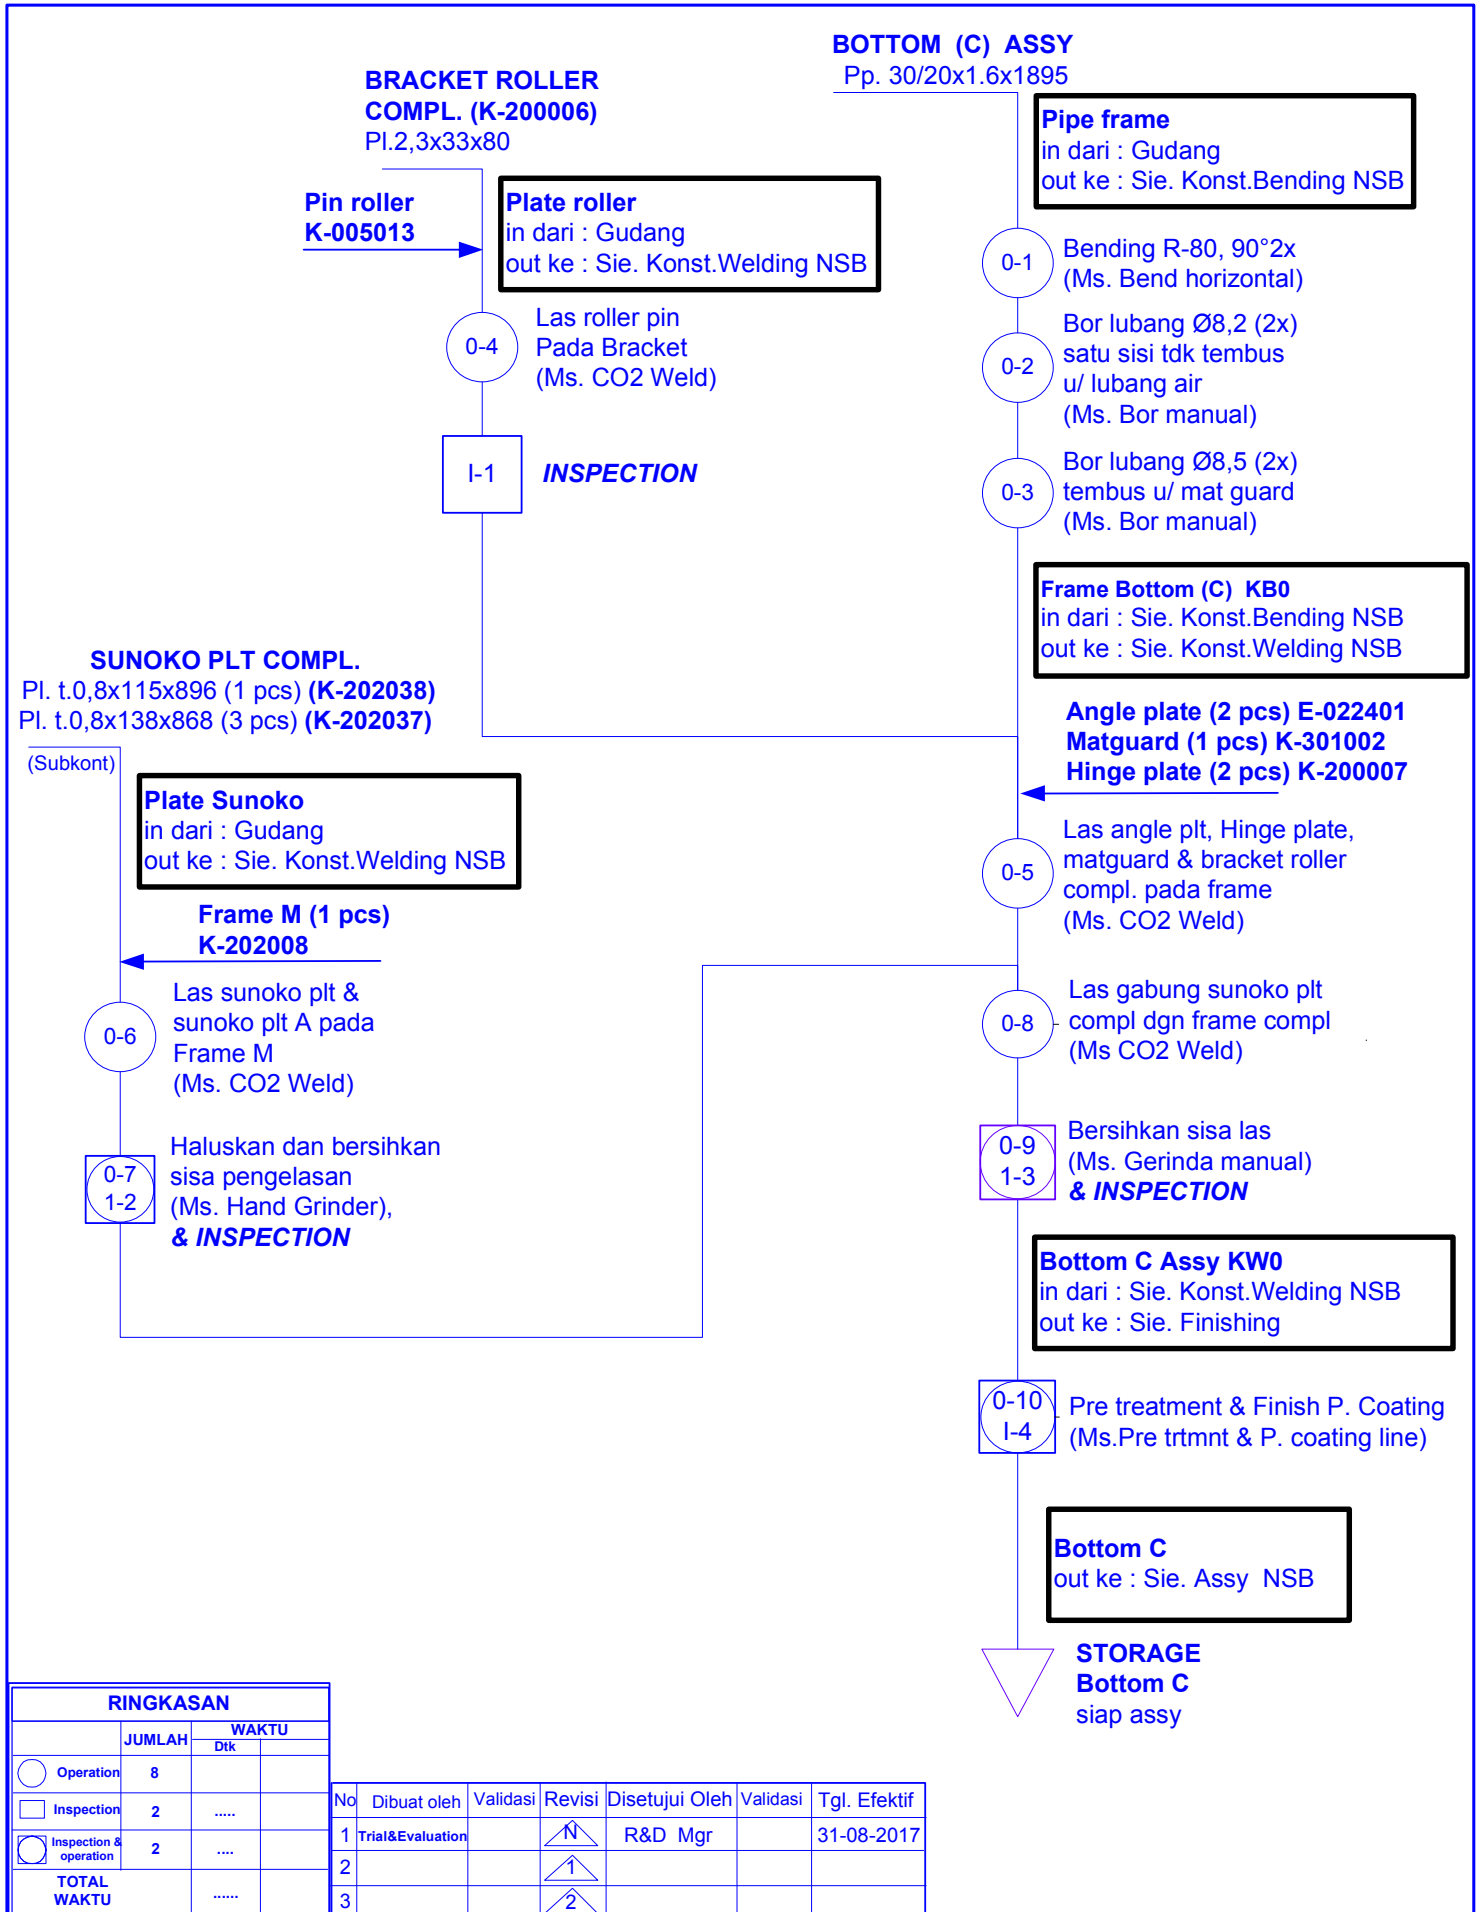 BOTTOM (C) ASSY
Pp. 30/20x1.6x1895
BRACKET ROLLER
COMPL. (K-200006)
Pl.2,3x33x80
Pipe frame
in dari : Gudang
out ke : Sie. Konst.Bending NSB
Pin roller
K-005013
Plate roller
in dari : Gudang
out ke : Sie. Konst.Welding NSB
0-1
Bending R-80, 90°2x
(Ms. Bend horizontal)
0-4
Las roller pin
Pada Bracket
(Ms. CO2 Weld)
0-2
Bor lubang Ø8,2 (2x)
satu sisi tdk tembus
u/ lubang air
(Ms. Bor manual)
I-1
INSPECTION
0-3
Bor lubang Ø8,5 (2x)
tembus u/ mat guard
(Ms. Bor manual)
Frame Bottom (C) KB0
in dari : Sie. Konst.Bending NSB
out ke : Sie. Konst.Welding NSB
SUNOKO PLT COMPL.
Pl. t.0,8x115x896 (1 pcs) (K-202038)
Pl. t.0,8x138x868 (3 pcs) (K-202037)
(Subkont)
Angle plate (2 pcs) E-022401
Matguard (1 pcs) K-301002
Hinge plate (2 pcs) K-200007
Plate Sunoko
in dari : Gudang
out ke : Sie. Konst.Welding NSB
0-5
Las angle plt, Hinge plate,
matguard & bracket roller
compl. pada frame
(Ms. CO2 Weld)
Frame M (1 pcs)
K-202008
0-6
Las sunoko plt &
sunoko plt A pada
Frame M
(Ms. CO2 Weld)
0-8
Las gabung sunoko plt
compl dgn frame compl
(Ms CO2 Weld)
0-7
1-2
Haluskan dan bersihkan
sisa pengelasan
(Ms. Hand Grinder),
& INSPECTION
0-9
1-3
Bersihkan sisa las
(Ms. Gerinda manual)
& INSPECTION
Bottom C Assy KW0
in dari : Sie. Konst.Welding NSB
out ke : Sie. Finishing
0-10
I-4
Pre treatment & Finish P. Coating
(Ms.Pre trtmnt & P. coating line)
Bottom C
out ke : Sie. Assy NSB
STORAGE
Bottom C
siap assy
RINGKASAN
JUMLAH WAKTU
Dtk
Operation 8
Inspection 2 .....
Inspection &
operation 2 ....
TOTAL
WAKTU ......
No Dibuat oleh Validasi Revisi Disetujui Oleh Validasi Tgl. Efektif
1 Trial&Evaluation N R&D Mgr 31-08-2017
2 1
3 2